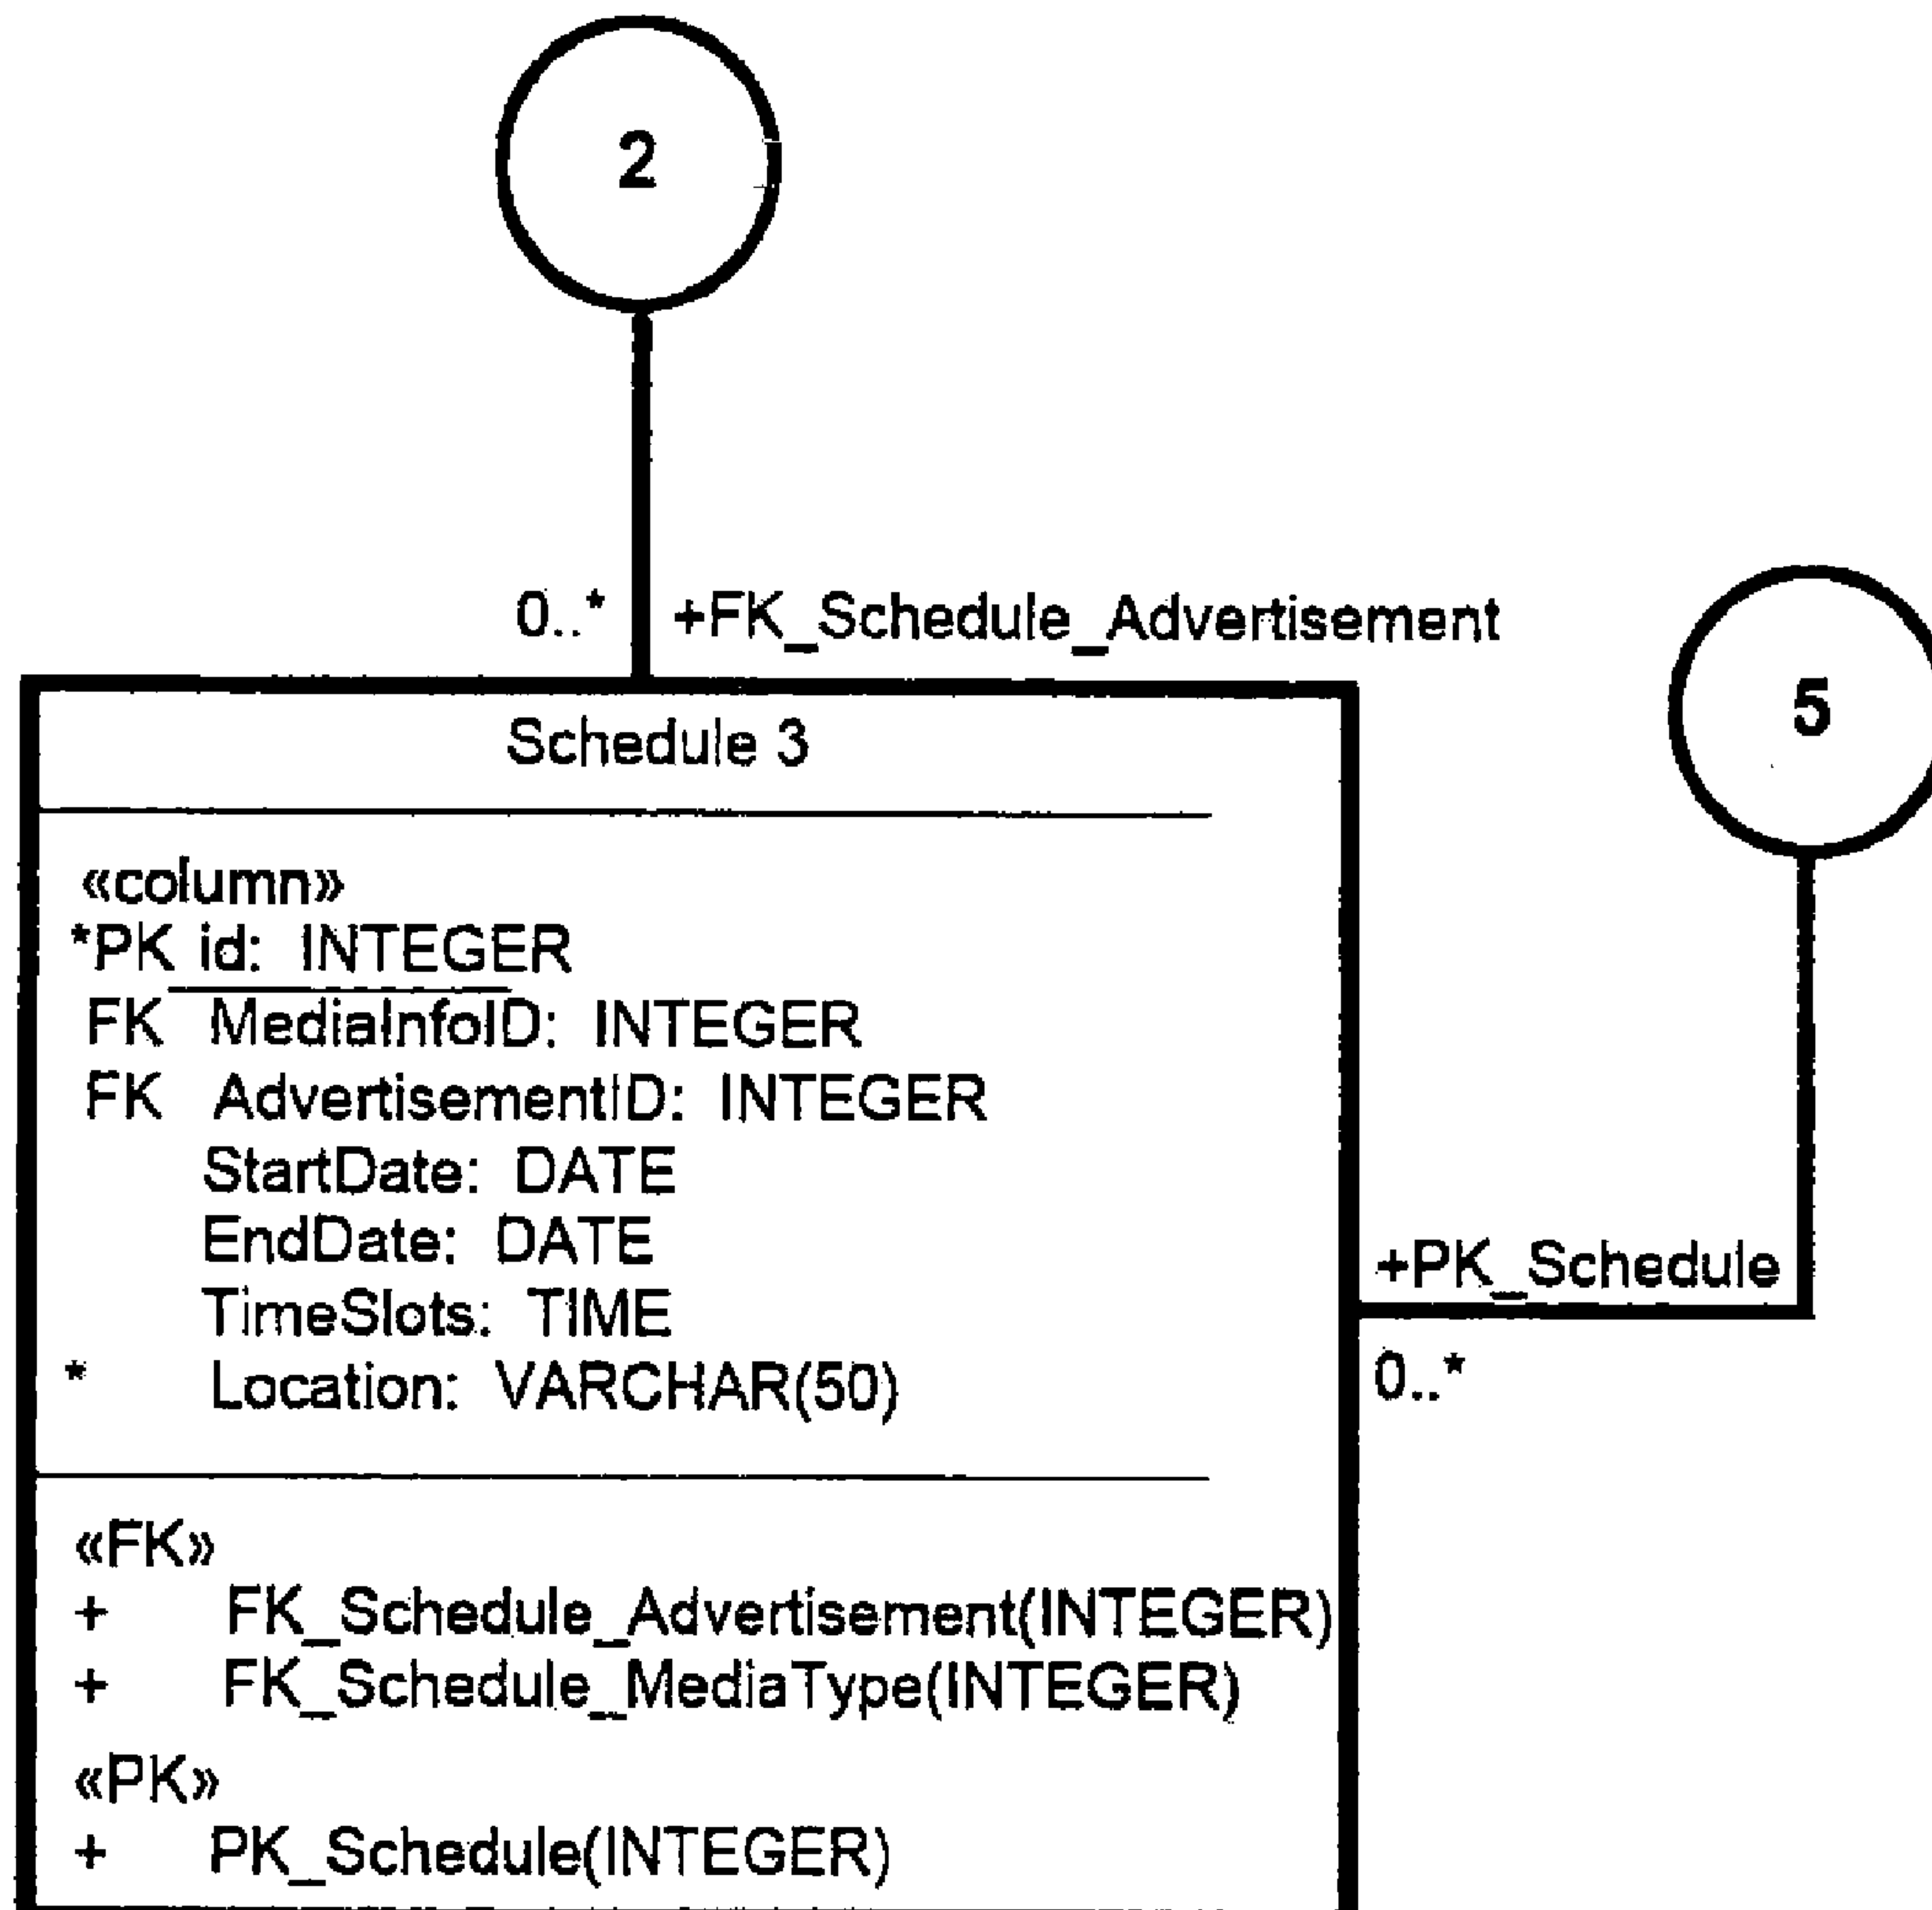 2
0..* +FK_Schedule_Advertisement
5
Schedule 3
«column»
*PK id: INTEGER
FK MediaInfoID: INTEGER
FK AdvertisementID: INTEGER
StartDate: DATE
EndDate: DATE
TimeSlots: TIME
* Location: VARCHAR(50)
+PK_Schedule
0..*
«FK»
+ FK_Schedule_Advertisement(INTEGER)
+ FK_Schedule_MediaType(INTEGER)
«PK»
+ PK_Schedule(INTEGER)